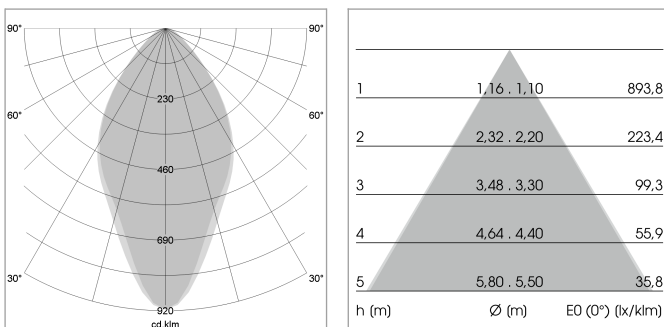 90° 90°
230
60° 60°
460
690
30° 30°
920
cd klm
1 1,16 . 1,10 893,8
2 2,32 . 2,20 223,4
3 3,48 . 3,30 99,3
4 4,64 . 4,40 55,9
5 5,80 . 5,50 35,8
h (m) Ø (m) E0 (0°) (lx/klm)